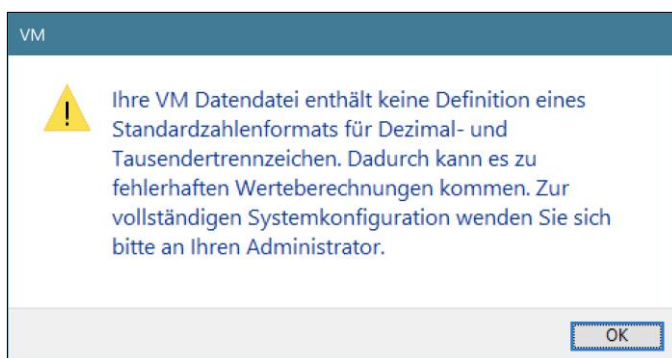 VM
Ihre VM Datendatei enthält keine Definition eines
Standardzahlenformats für Dezimal- und
Tausendertrennzeichen. Dadurch kann es zu
fehlerhaften Werteberechnungen kommen. Zur
vollständigen Systemkonfiguration wenden Sie sich
bitte an Ihren Administrator.
OK